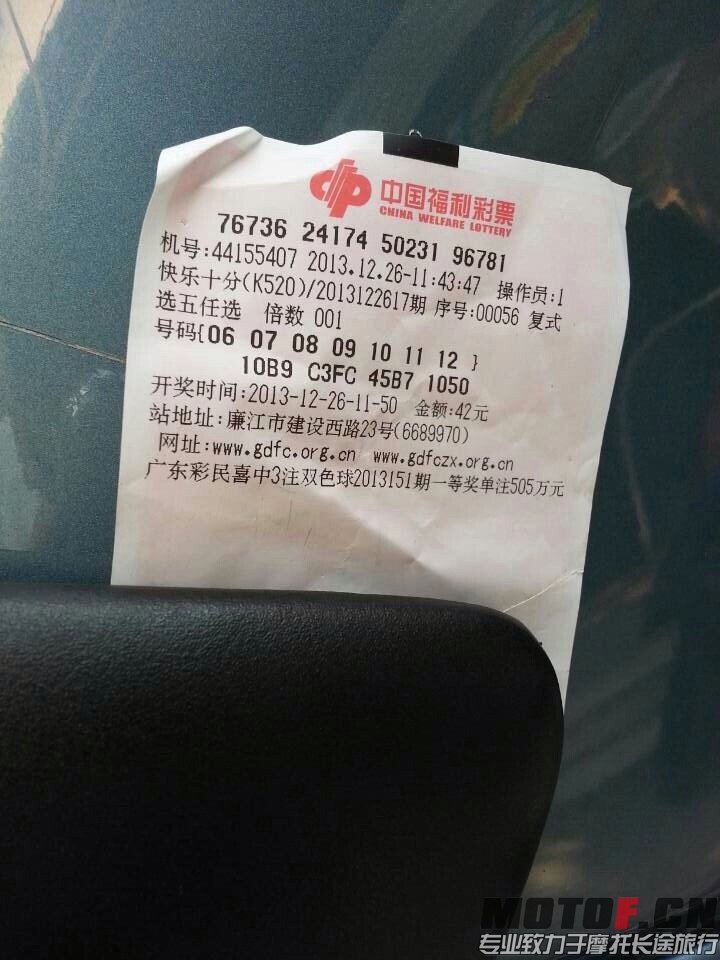 中国福利彩票
CHINA WELFARE LOTTERY
76736 24174 50231 96781
机号:44155407 2013.12.26-11:43:47 操作员:1
快乐十分(K520)/2013122617期 序号:00056 复式
选五任选 倍数 001
号码{06 07 08 09 10 11 12 }
10B9 C3FC 45B7 1050
开奖时间:2013-12-26-11-50 金额:42元
站地址:廉江市建设西路23号(6689970)
网址:www.gdfc.org.cn www.gdfczx.org.cn
广东彩民喜中3注双色球2013151期一等奖单注505万元
MOTOF.CN
专业致力于摩托长途旅行